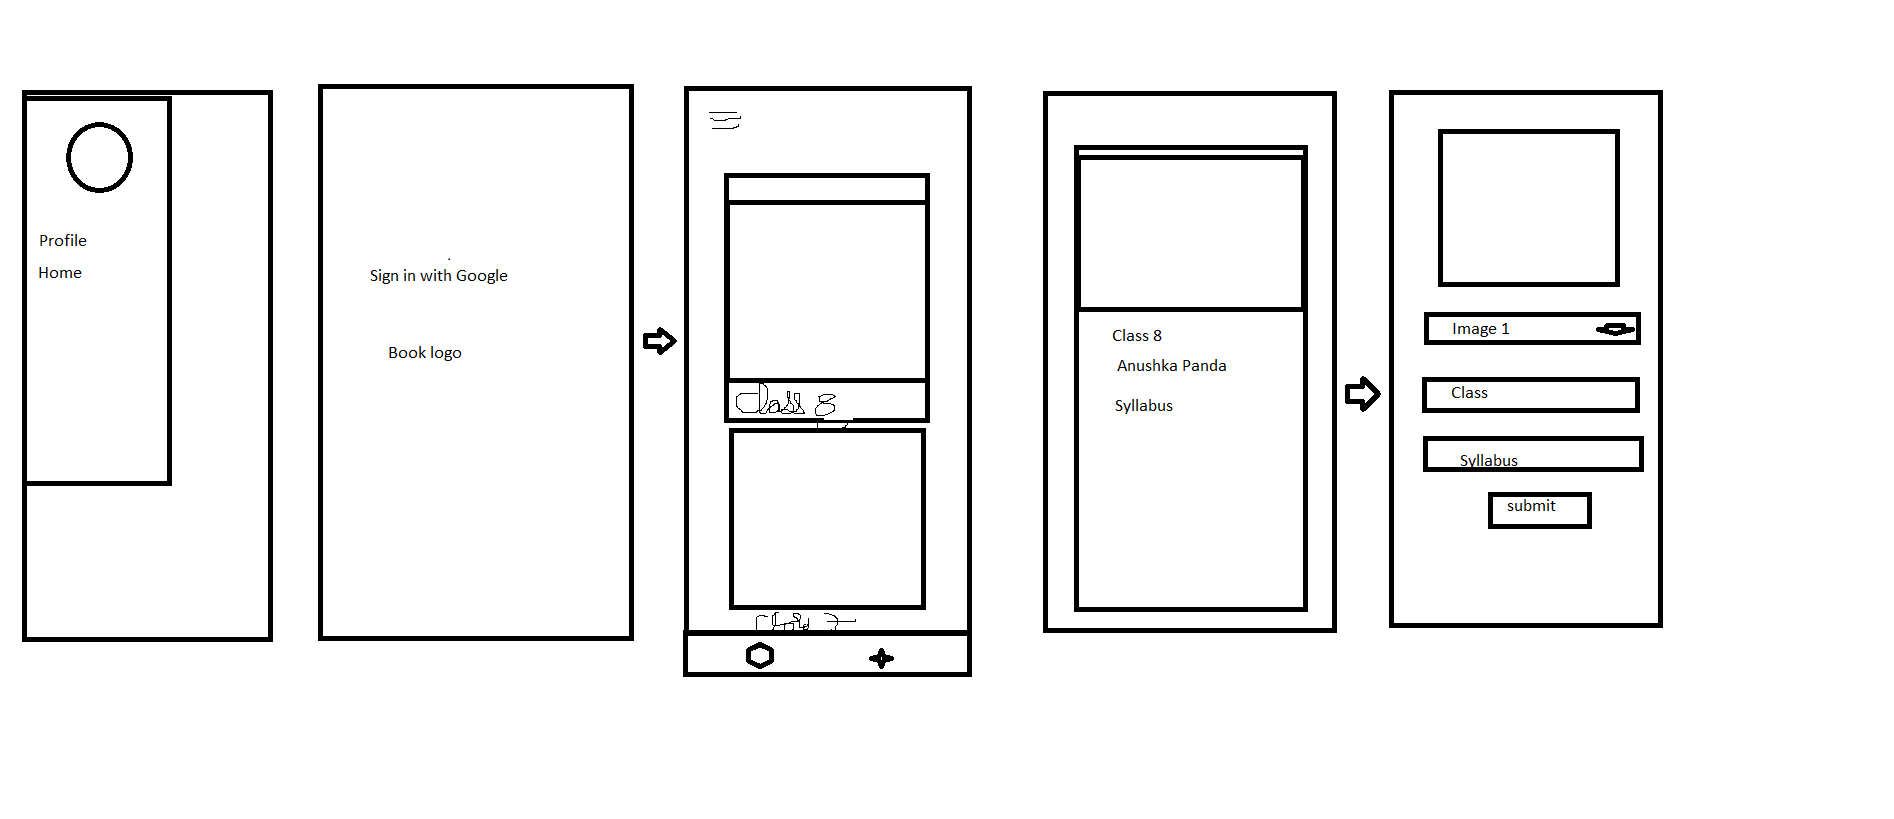 Profile
Home
Sign in with Google
Book logo
Class 8
Class 7
Class 8
Anushka Panda
Syllabus
Image 1
Class
Syllabus
submit